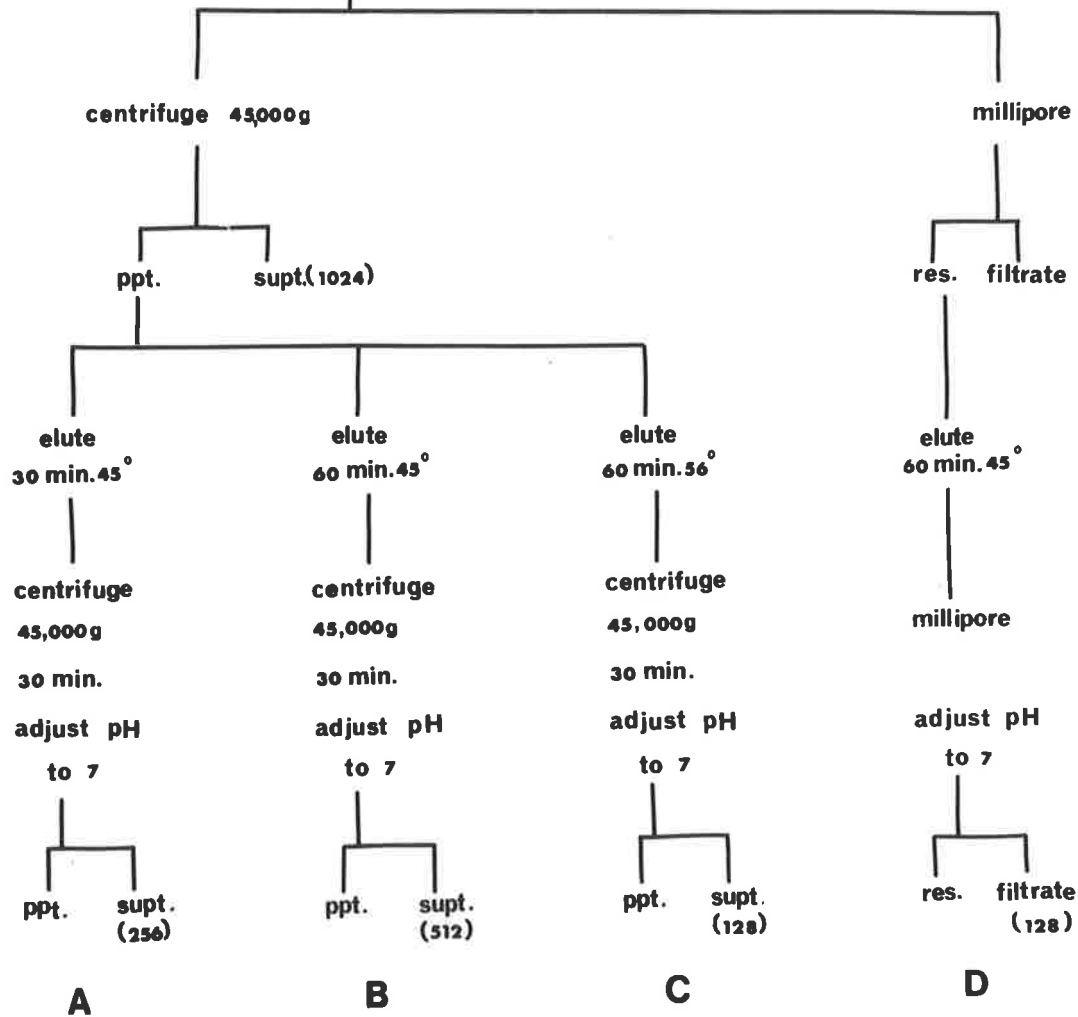 centrifuge 45,000g
millipore
ppt.
supt.(1024)
res.
filtrate
elute
30 min.45°
elute
60 min.45°
elute
60 min.56°
elute
60 min.45°
centrifuge
45,000g
30 min.
adjust pH
to 7
centrifuge
45,000g
30 min.
adjust pH
to 7
centrifuge
45,000g
30 min.
adjust pH
to 7
millipore
adjust pH
to 7
ppt.
supt.
(256)
ppt.
supt.
(512)
ppt.
supt.
(128)
res.
filtrate
(128)
A
B
C
D